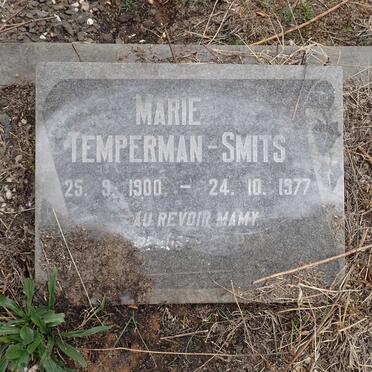 MARIE
TEMPERMAN-SMITS
25. 9. 1900 - 24. 10. 1977
AU REVOIR MAMY